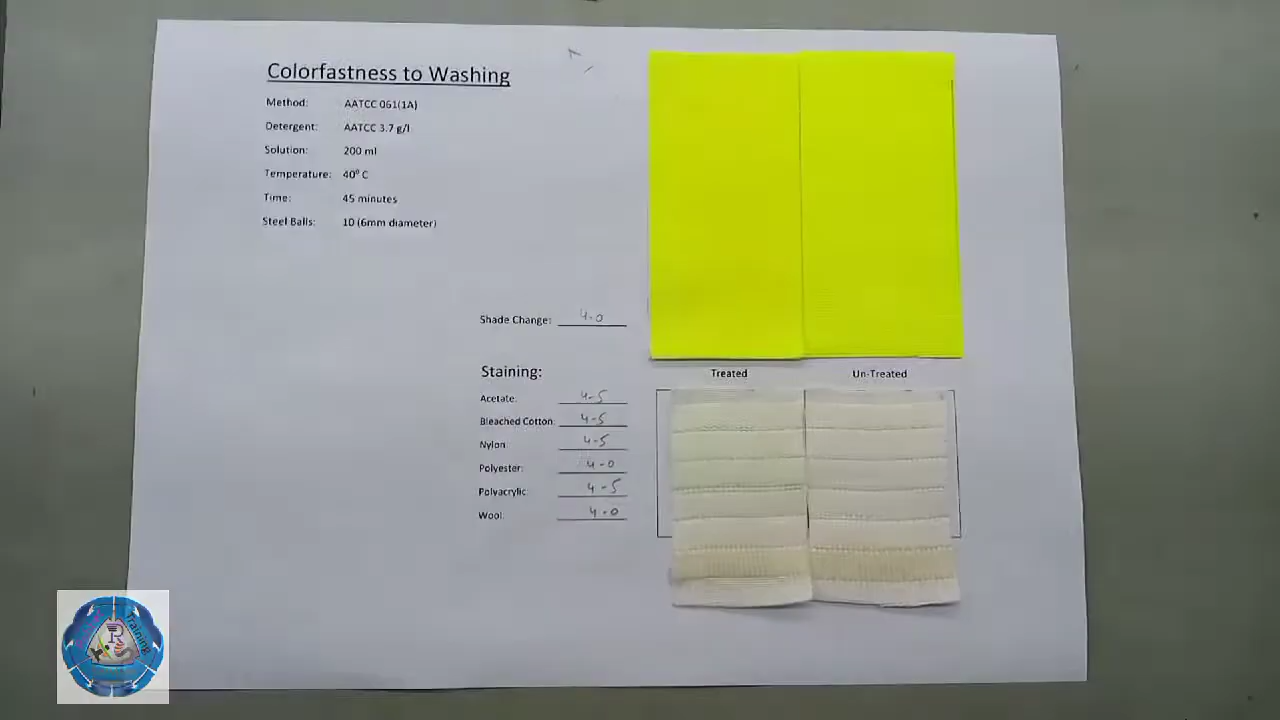 Colorfastness to Washing
Method: AATCC 061(1A)
Detergent: AATCC 3.7 g/l
Solution: 200 ml
Temperature: 40⁰ C
Time: 45 minutes
Steel Balls: 10 (6mm diameter)
Shade Change: 4-0
Staining:
Acetate: 4-5
Bleached Cotton: 4-5
Nylon: 4-5
Polyester: 4-0
Polyacrylic: 4-5
Wool: 4-0
Treated Un-Treated
Training